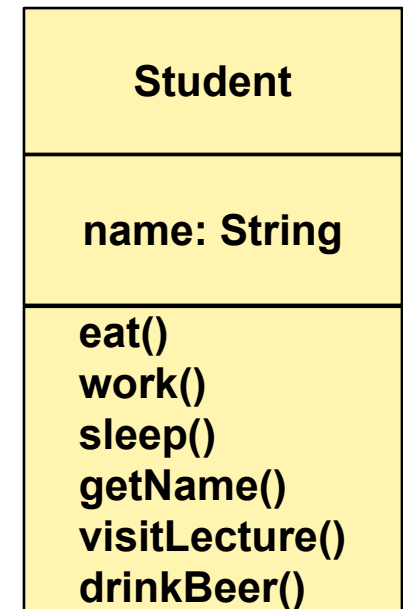 Student
name: String
eat()
work()
sleep()
getName()
visitLecture()
drinkBeer()